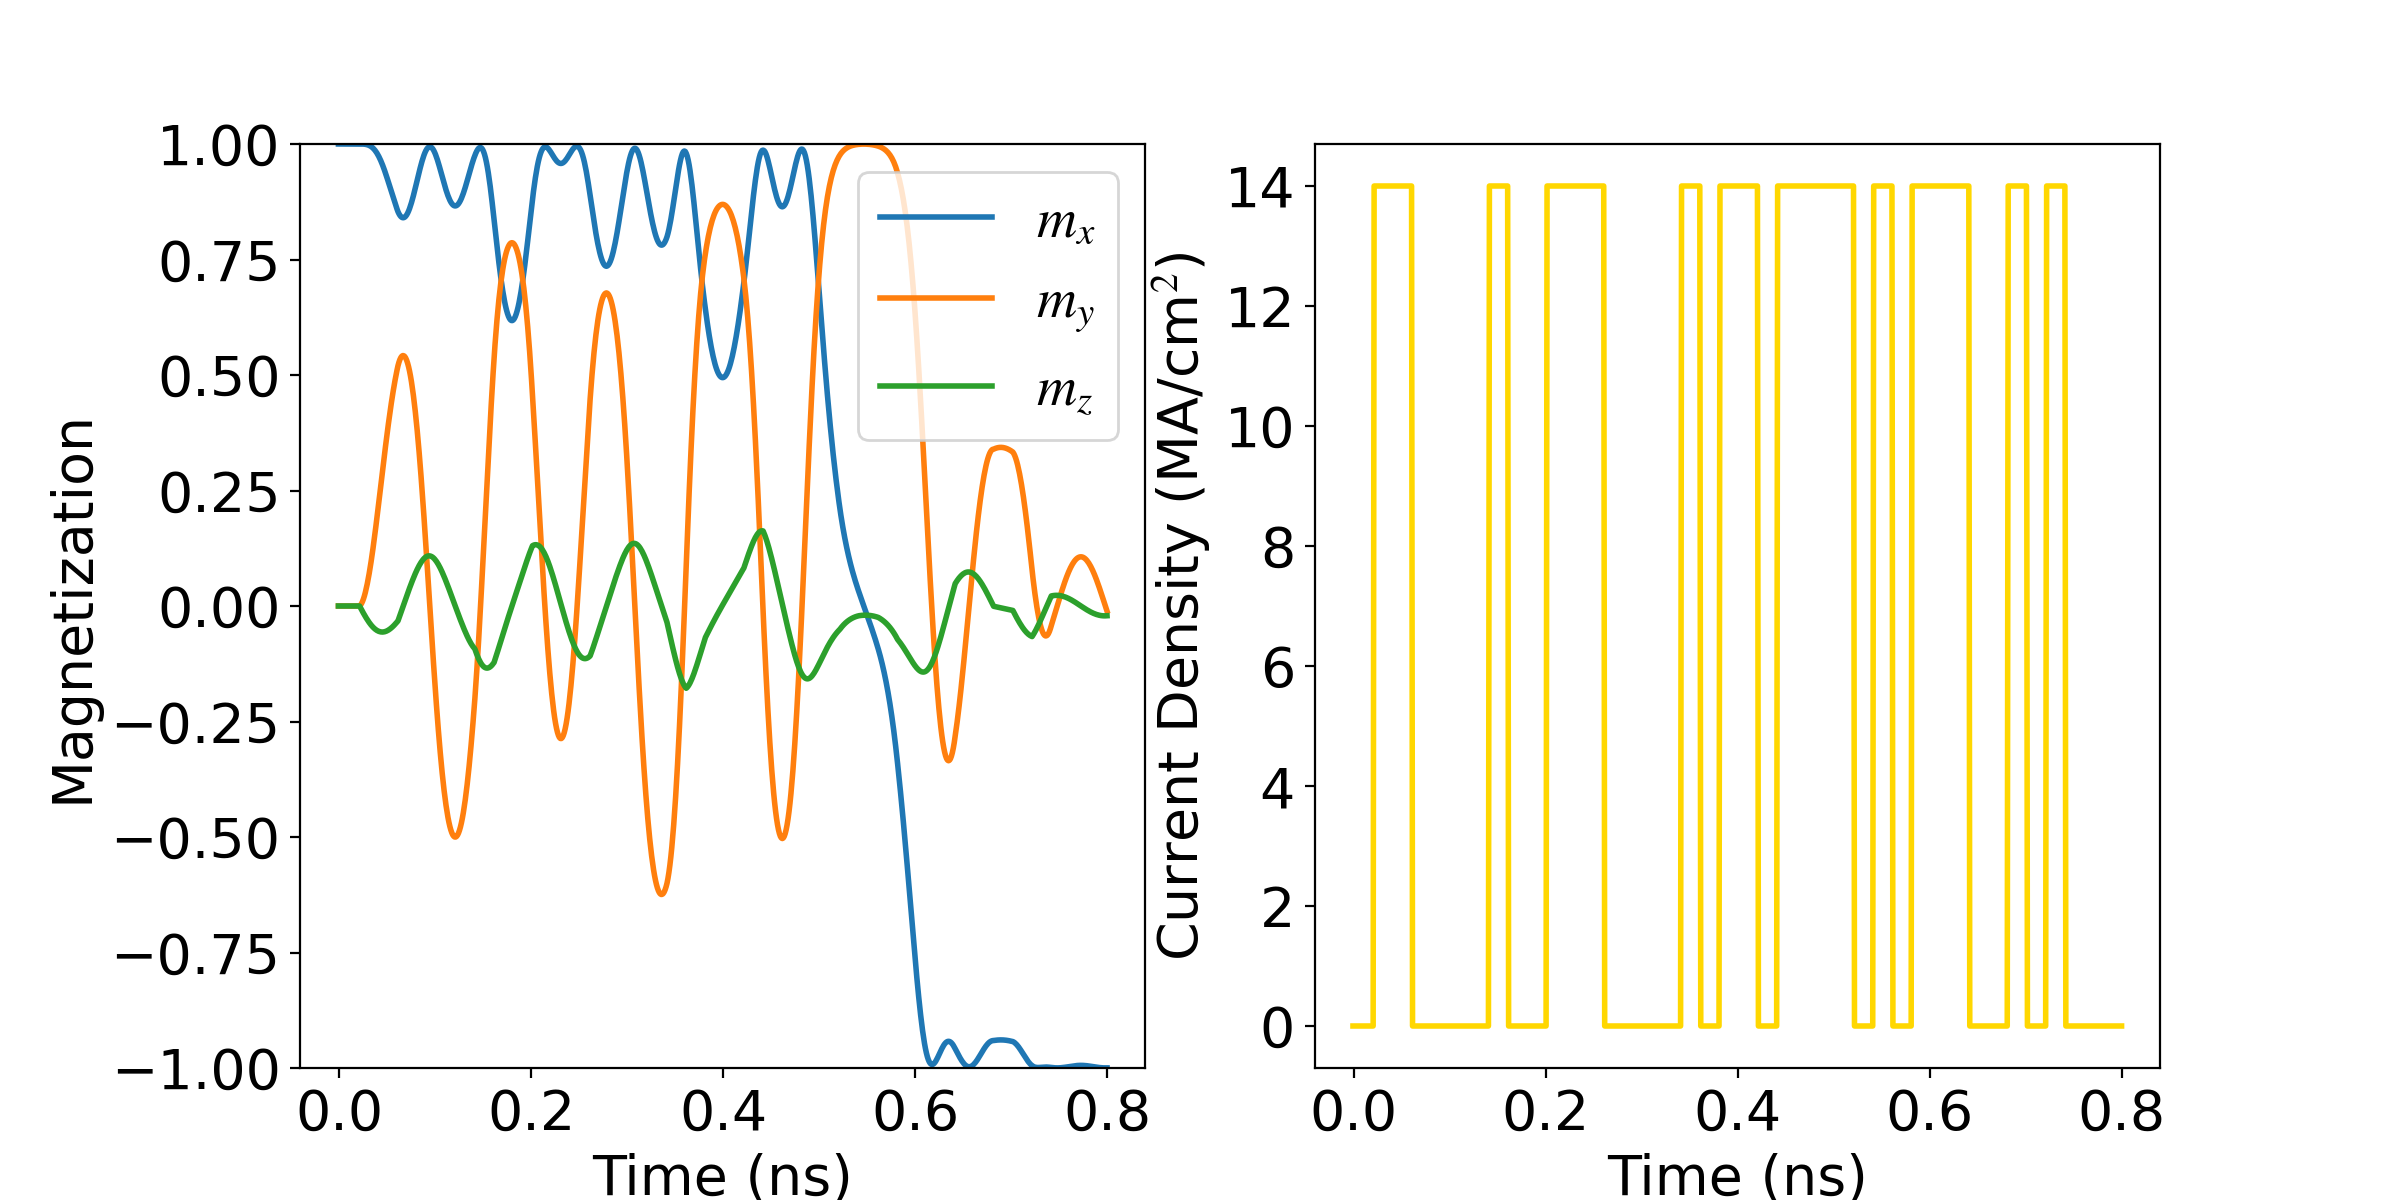 1.00
0.75
0.50
0.25
0.00
−0.25
−0.50
−0.75
−1.00
Magnetization
0.0 0.2 0.4 0.6 0.8
Time (ns)
m_x
m_y
m_z
14
12
10
8
6
4
2
0
Current Density (MA/cm²)
0.0 0.2 0.4 0.6 0.8
Time (ns)